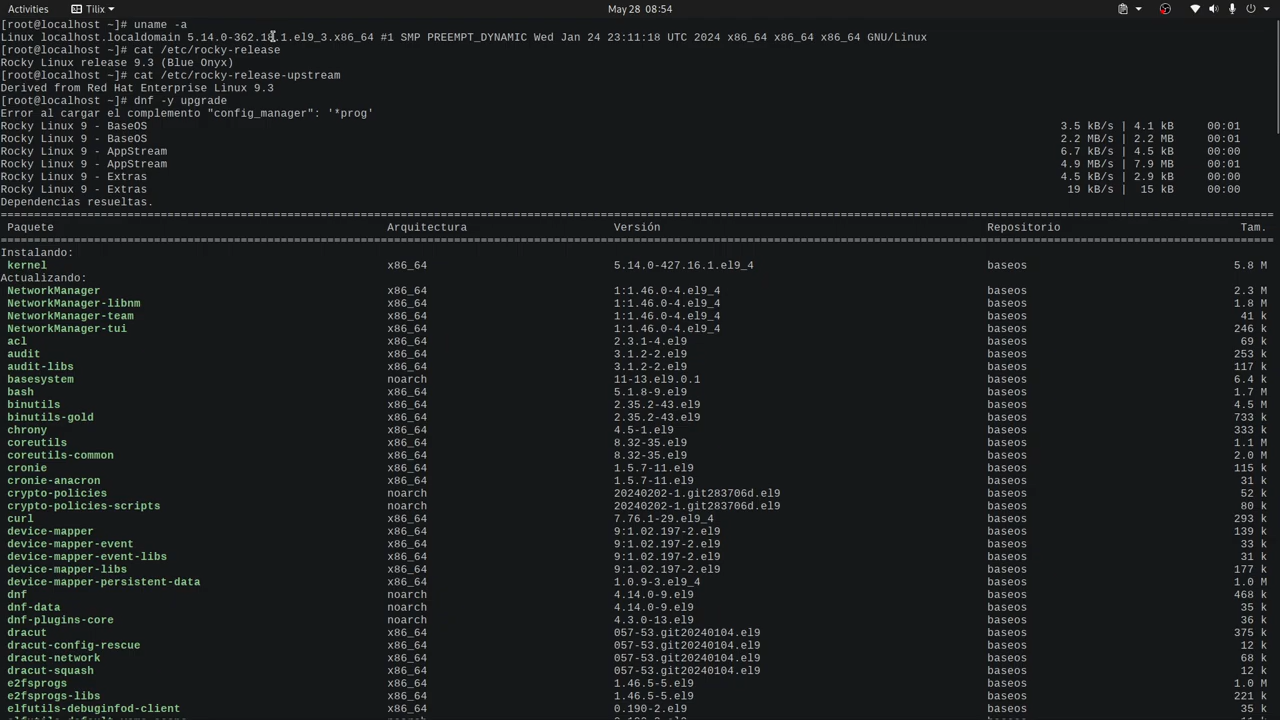 Activities Tilix May 28 08:54
[root@localhost ~]# uname -a
Linux localhost.localdomain 5.14.0-362.18.1.el9_3.x86_64 #1 SMP PREEMPT_DYNAMIC Wed Jan 24 23:11:18 UTC 2024 x86_64 x86_64 x86_64 GNU/Linux
[root@localhost ~]# cat /etc/rocky-release
Rocky Linux release 9.3 (Blue Onyx)
[root@localhost ~]# cat /etc/rocky-release-upstream
Derived from Red Hat Enterprise Linux 9.3
[root@localhost ~]# dnf -y upgrade
Error al cargar el complemento "config_manager": '*prog'
Rocky Linux 9 - BaseOS 3.5 kB/s | 4.1 kB 00:01
Rocky Linux 9 - BaseOS 2.2 MB/s | 2.2 MB 00:01
Rocky Linux 9 - AppStream 6.7 kB/s | 4.5 kB 00:00
Rocky Linux 9 - AppStream 4.9 MB/s | 7.9 MB 00:01
Rocky Linux 9 - Extras 4.5 kB/s | 2.9 kB 00:00
Rocky Linux 9 - Extras 19 kB/s | 15 kB 00:00
Dependencias resueltas.
Paquete Arquitectura Versión Repositorio Tam.
Instalando:
kernel x86_64 5.14.0-427.16.1.el9_4 baseos 5.8 M
Actualizando:
NetworkManager x86_64 1:1.46.0-4.el9_4 baseos 2.3 M
NetworkManager-libnm x86_64 1:1.46.0-4.el9_4 baseos 1.8 M
NetworkManager-team x86_64 1:1.46.0-4.el9_4 baseos 41 k
NetworkManager-tui x86_64 1:1.46.0-4.el9_4 baseos 246 k
acl x86_64 2.3.1-4.el9 baseos 69 k
audit x86_64 3.1.2-2.el9 baseos 253 k
audit-libs x86_64 3.1.2-2.el9 baseos 117 k
basesystem noarch 11-13.el9.0.1 baseos 6.4 k
bash x86_64 5.1.8-9.el9 baseos 1.7 M
binutils x86_64 2.35.2-43.el9 baseos 4.5 M
binutils-gold x86_64 2.35.2-43.el9 baseos 733 k
chrony x86_64 4.5-1.el9 baseos 333 k
coreutils x86_64 8.32-35.el9 baseos 1.1 M
coreutils-common x86_64 8.32-35.el9 baseos 2.0 M
cronie x86_64 1.5.7-11.el9 baseos 115 k
cronie-anacron x86_64 1.5.7-11.el9 baseos 31 k
crypto-policies noarch 20240202-1.git283706d.el9 baseos 52 k
crypto-policies-scripts noarch 20240202-1.git283706d.el9 baseos 80 k
curl x86_64 7.76.1-29.el9_4 baseos 293 k
device-mapper x86_64 9:1.02.197-2.el9 baseos 139 k
device-mapper-event x86_64 9:1.02.197-2.el9 baseos 33 k
device-mapper-event-libs x86_64 9:1.02.197-2.el9 baseos 31 k
device-mapper-libs x86_64 9:1.02.197-2.el9 baseos 177 k
device-mapper-persistent-data x86_64 1.0.9-3.el9_4 baseos 1.0 M
dnf noarch 4.14.0-9.el9 baseos 468 k
dnf-data noarch 4.14.0-9.el9 baseos 35 k
dnf-plugins-core noarch 4.3.0-13.el9 baseos 36 k
dracut x86_64 057-53.git20240104.el9 baseos 375 k
dracut-config-rescue x86_64 057-53.git20240104.el9 baseos 12 k
dracut-network x86_64 057-53.git20240104.el9 baseos 68 k
dracut-squash x86_64 057-53.git20240104.el9 baseos 12 k
e2fsprogs x86_64 1.46.5-5.el9 baseos 1.0 M
e2fsprogs-libs x86_64 1.46.5-5.el9 baseos 221 k
elfutils-debuginfod-client x86_64 0.190-2.el9 baseos 35 k